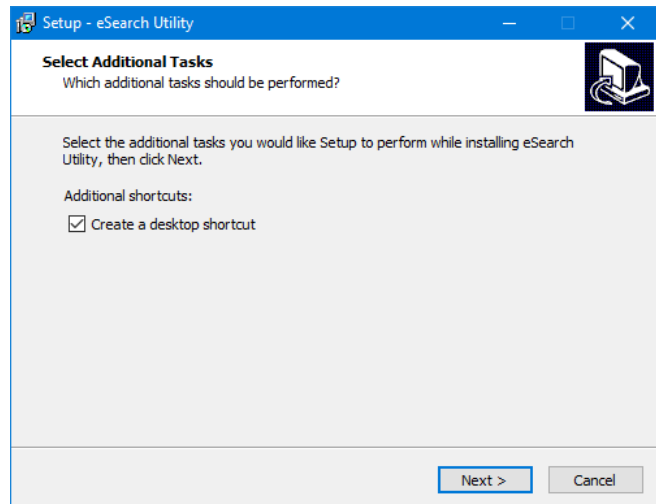 Setup - eSearch Utility
Select Additional Tasks
Which additional tasks should be performed?
Select the additional tasks you would like Setup to perform while installing eSearch
Utility, then click Next.
Additional shortcuts:
Create a desktop shortcut
Next >
Cancel